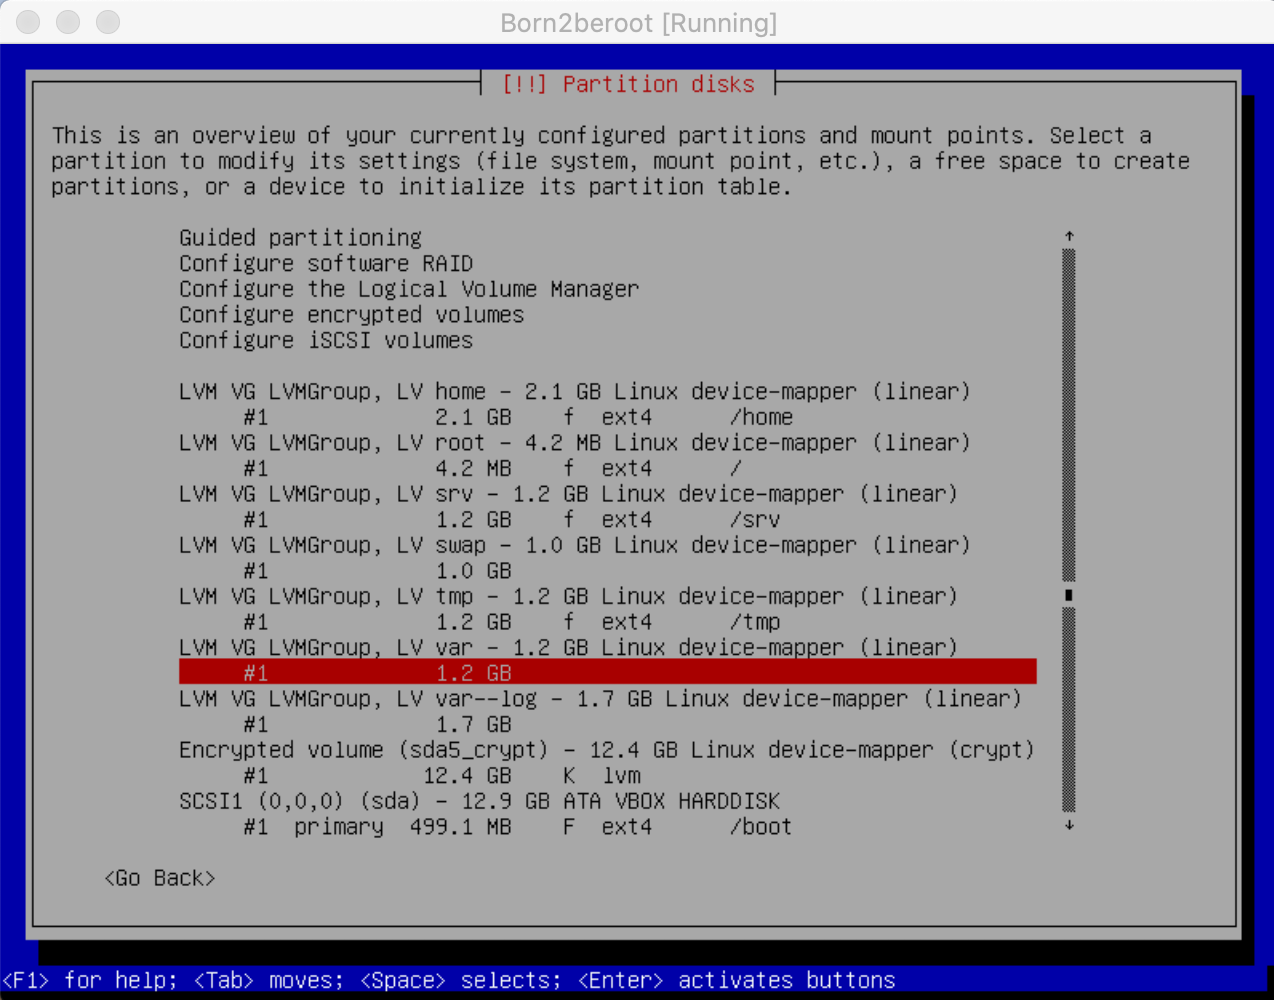 Born2beroot [Running]
[!!] Partition disks
This is an overview of your currently configured partitions and mount points. Select a
partition to modify its settings (file system, mount point, etc.), a free space to create
partitions, or a device to initialize its partition table.
Guided partitioning
Configure software RAID
Configure the Logical Volume Manager
Configure encrypted volumes
Configure iSCSI volumes
LVM VG LVMGroup, LV home - 2.1 GB Linux device-mapper (linear)
#1 2.1 GB f ext4 /home
LVM VG LVMGroup, LV root - 4.2 MB Linux device-mapper (linear)
#1 4.2 MB f ext4 /
LVM VG LVMGroup, LV srv - 1.2 GB Linux device-mapper (linear)
#1 1.2 GB f ext4 /srv
LVM VG LVMGroup, LV swap - 1.0 GB Linux device-mapper (linear)
#1 1.0 GB
LVM VG LVMGroup, LV tmp - 1.2 GB Linux device-mapper (linear)
#1 1.2 GB f ext4 /tmp
LVM VG LVMGroup, LV var - 1.2 GB Linux device-mapper (linear)
#1 1.2 GB
LVM VG LVMGroup, LV var--log - 1.7 GB Linux device-mapper (linear)
#1 1.7 GB
Encrypted volume (sda5_crypt) - 12.4 GB Linux device-mapper (crypt)
#1 12.4 GB K lvm
SCSI1 (0,0,0) (sda) - 12.9 GB ATA VBOX HARDDISK
#1 primary 499.1 MB F ext4 /boot
<Go Back>
<F1> for help; <Tab> moves; <Space> selects; <Enter> activates buttons